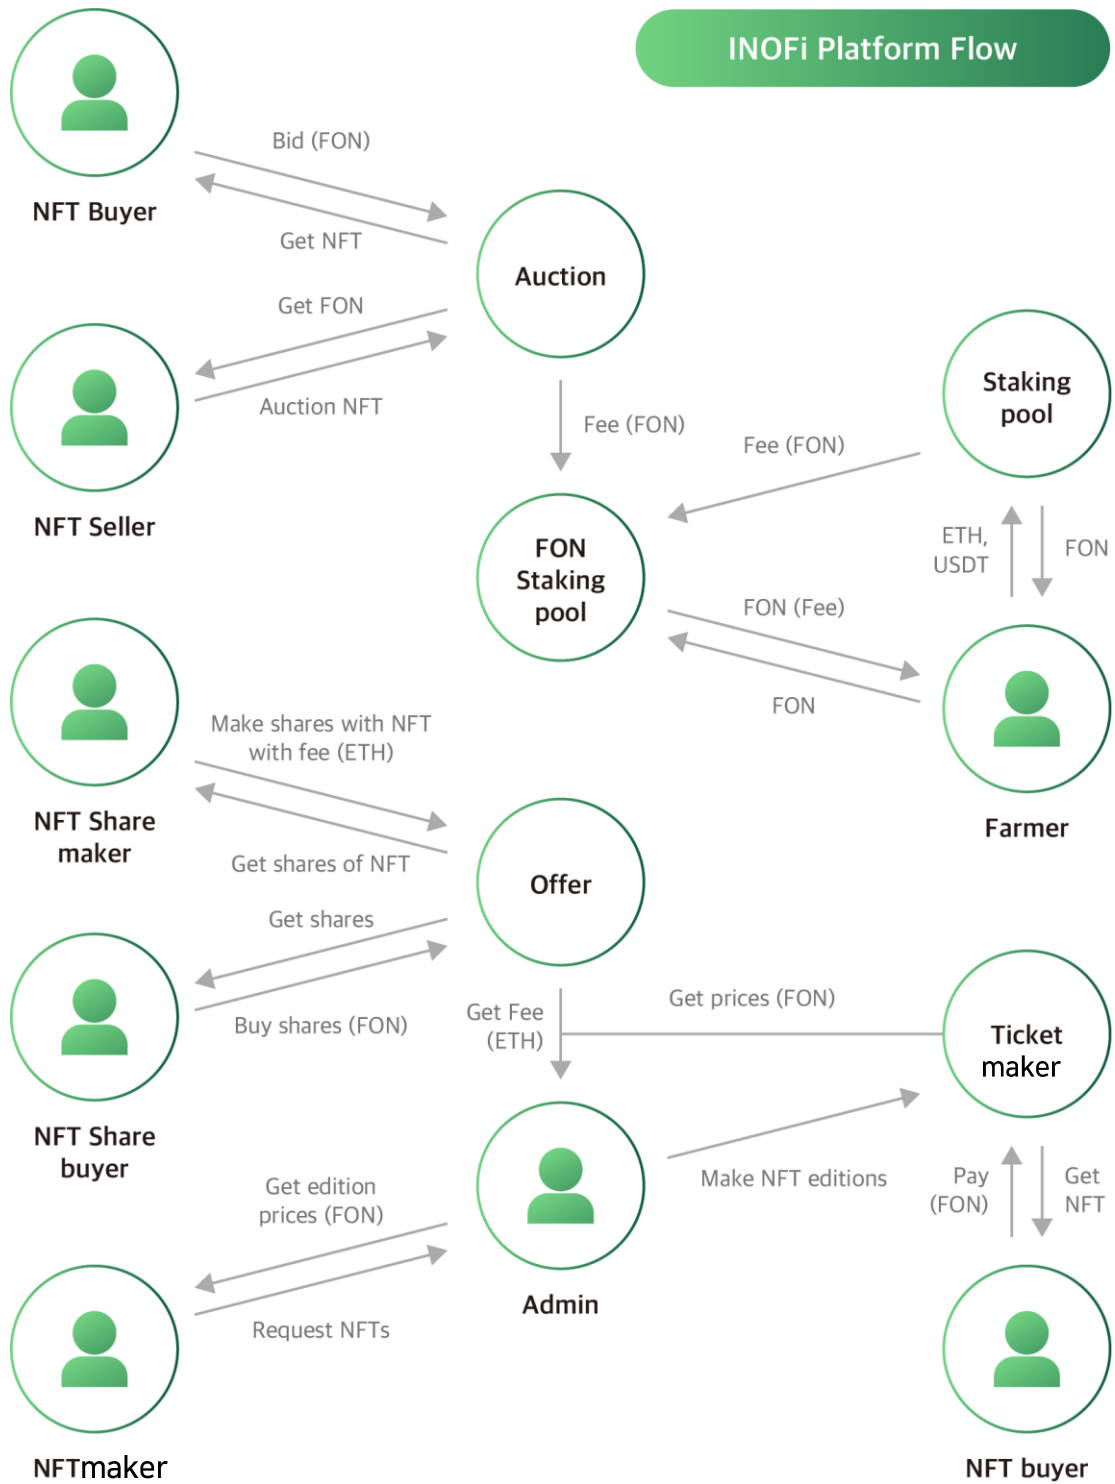 INOFi Platform Flow
NFT Buyer
Bid (FON)
Get NFT
Auction
Get FON
Auction NFT
NFT Seller
Fee (FON)
Staking
pool
Fee (FON)
FON
Staking
pool
ETH,
USDT
FON
FON (Fee)
FON
Farmer
NFT Share
maker
Make shares with NFT
with fee (ETH)
Get shares of NFT
Offer
Get shares
Buy shares (FON)
NFT Share
buyer
Get Fee
(ETH)
Get prices (FON)
Ticket
maker
Make NFT editions
Admin
Get edition
prices (FON)
Request NFTs
NFTmaker
Pay
(FON)
Get
NFT
NFT buyer